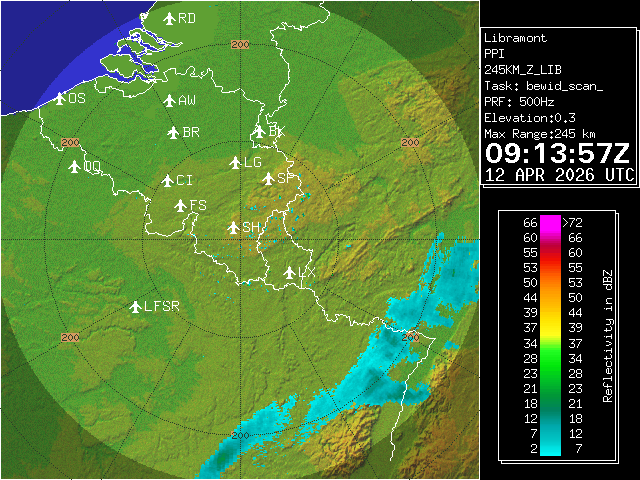 RD
200
OS
AW
BR
BK
200
200
QQ
LG
CI
SP
FS
SH
LX
LFSR
200
200
200
Libramont
PPI
245KM_Z_LIB
Task: bewid_scan_
PRF: 500Hz
Elevation:0.3
Max Range:245 km
09:13:57Z
12 APR 2026 UTC
66 >72
60 66
55 60
53 55
50 53
44 50
39 44
37 39
34 37
28 34
23 28
21 23
18 21
12 18
7 12
2 7
Reflectivity in dBZ